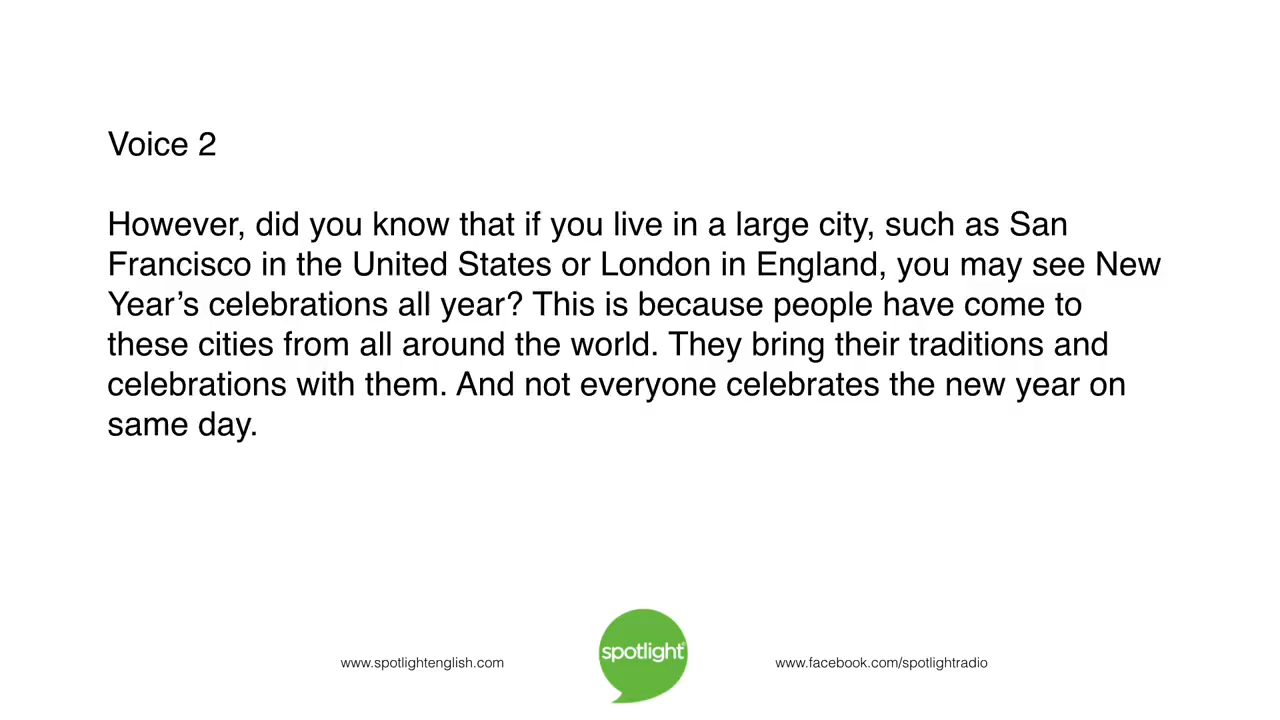 Voice 2
However, did you know that if you live in a large city, such as San
Francisco in the United States or London in England, you may see New
Year’s celebrations all year? This is because people have come to
these cities from all around the world. They bring their traditions and
celebrations with them. And not everyone celebrates the new year on
same day.
www.spotlightenglish.com
spotlight
www.facebook.com/spotlightradio